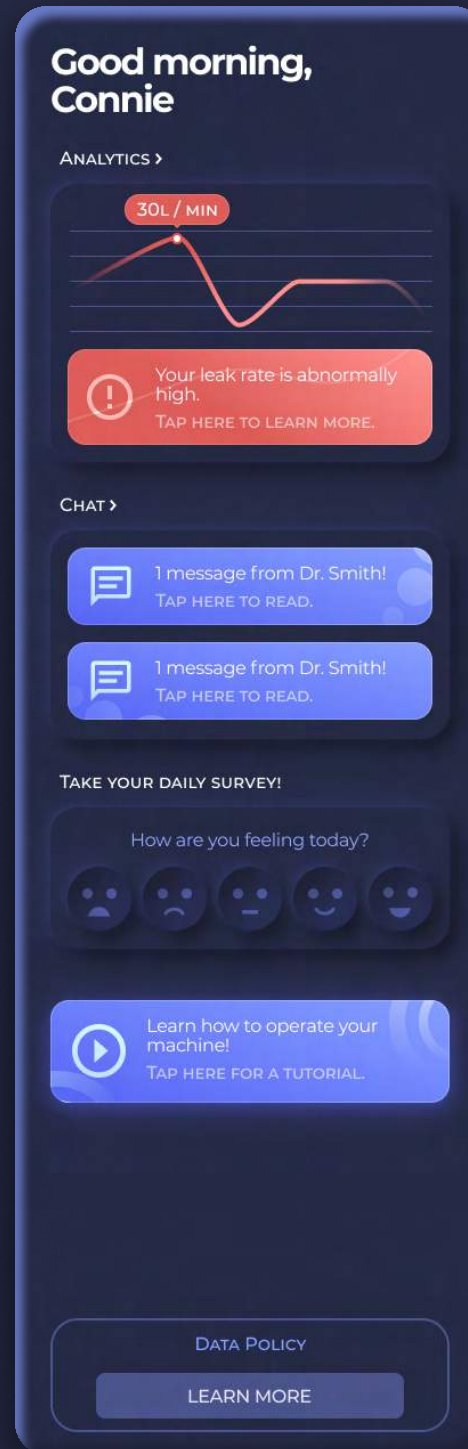 Good morning,
Connie
Analytics ›
30L / min
Your leak rate is abnormally
high.
Tap here to learn more.
Chat ›
1 message from Dr. Smith!
Tap here to read.
1 message from Dr. Smith!
Tap here to read.
Take your daily survey!
How are you feeling today?
Learn how to operate your
machine!
Tap here for a tutorial.
Data Policy
LEARN MORE